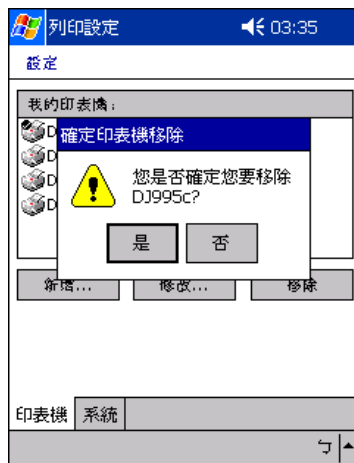 列印設定 03:35
設定
我的印表機：
D
D
D
D
確定印表機移除
您是否確定您要移除
DJ995c?
是 否
新增... 修改... 移除
印表機 系統
ㄅ